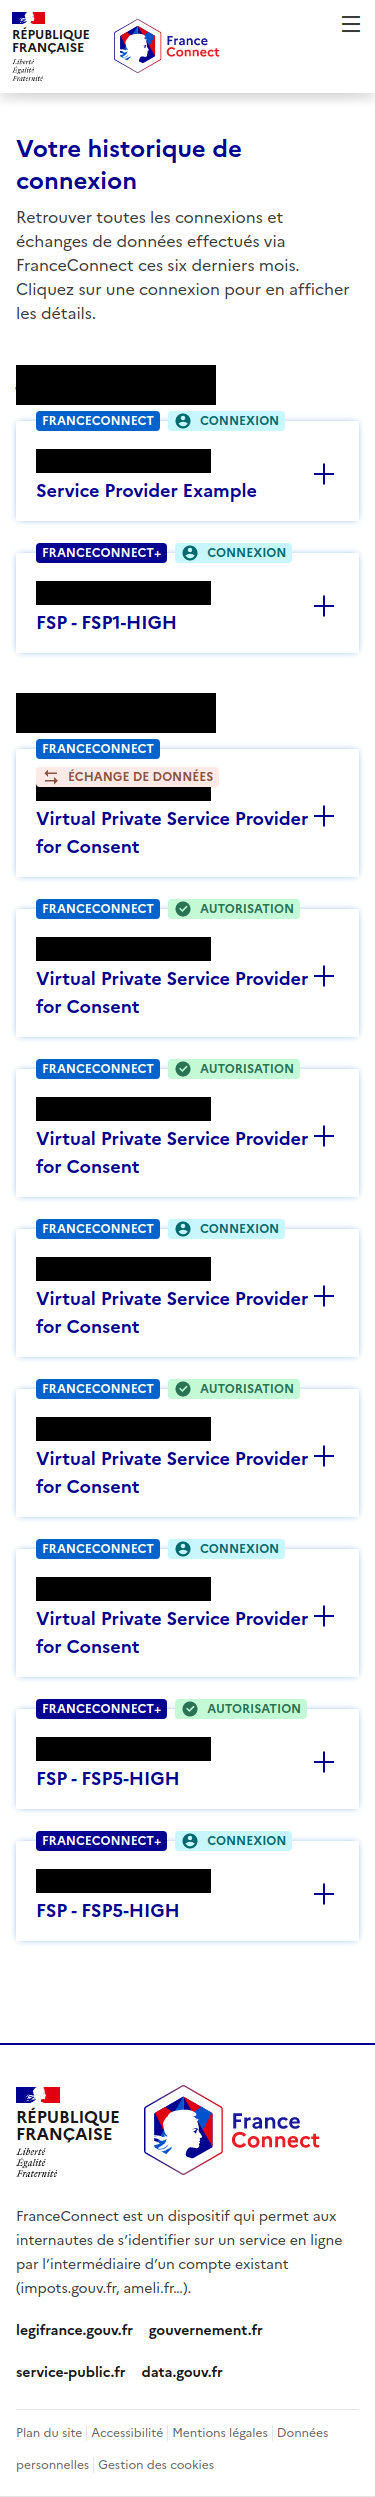 RÉPUBLIQUE
FRANÇAISE
Liberté
Égalité
Fraternité
France
Connect
Votre historique de
connexion
Retrouver toutes les connexions et
échanges de données effectués via
FranceConnect ces six derniers mois.
Cliquez sur une connexion pour en afficher
les détails.
FRANCECONNECT CONNEXION
Service Provider Example
FRANCECONNECT+ CONNEXION
FSP - FSP1-HIGH
FRANCECONNECT
ÉCHANGE DE DONNÉES
Virtual Private Service Provider
for Consent
FRANCECONNECT AUTORISATION
Virtual Private Service Provider
for Consent
FRANCECONNECT AUTORISATION
Virtual Private Service Provider
for Consent
FRANCECONNECT CONNEXION
Virtual Private Service Provider
for Consent
FRANCECONNECT AUTORISATION
Virtual Private Service Provider
for Consent
FRANCECONNECT CONNEXION
Virtual Private Service Provider
for Consent
FRANCECONNECT+ AUTORISATION
FSP - FSP5-HIGH
FRANCECONNECT+ CONNEXION
FSP - FSP5-HIGH
RÉPUBLIQUE
FRANÇAISE
Liberté
Égalité
Fraternité
France
Connect
FranceConnect est un dispositif qui permet aux
internautes de s’identifier sur un service en ligne
par l’intermédiaire d’un compte existant
(impots.gouv.fr, ameli.fr…).
legifrance.gouv.fr gouvernement.fr
service-public.fr data.gouv.fr
Plan du site | Accessibilité | Mentions légales | Données
personnelles | Gestion des cookies